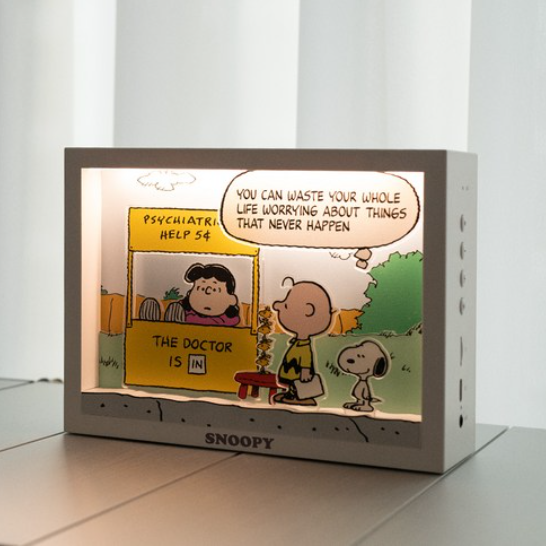 YOU CAN WASTE YOUR WHOLE
LIFE WORRYING ABOUT THINGS
THAT NEVER HAPPEN
PSYCHIATRI
HELP 5¢
THE DOCTOR
IS IN
SNOOPY